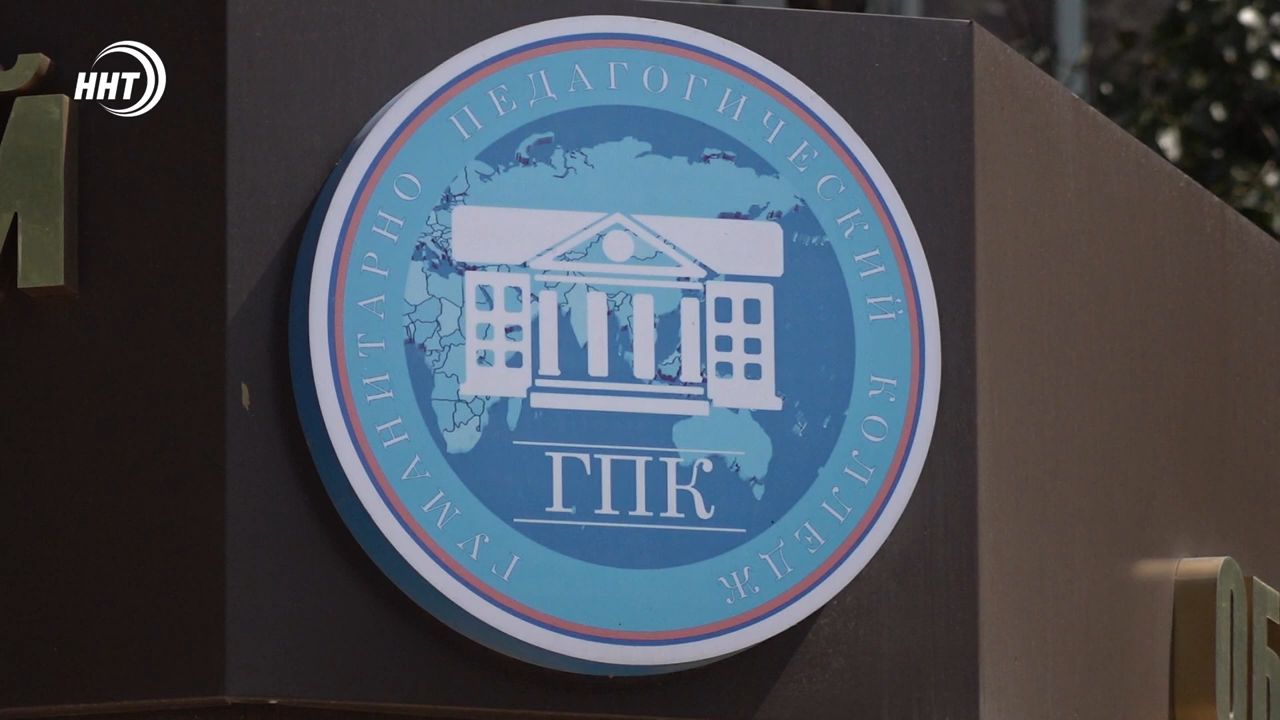 ННТ
Й
ГУМАНИТАРНО ПЕДАГОГИЧЕСКИЙ КОЛЛЕДЖ
ГПК